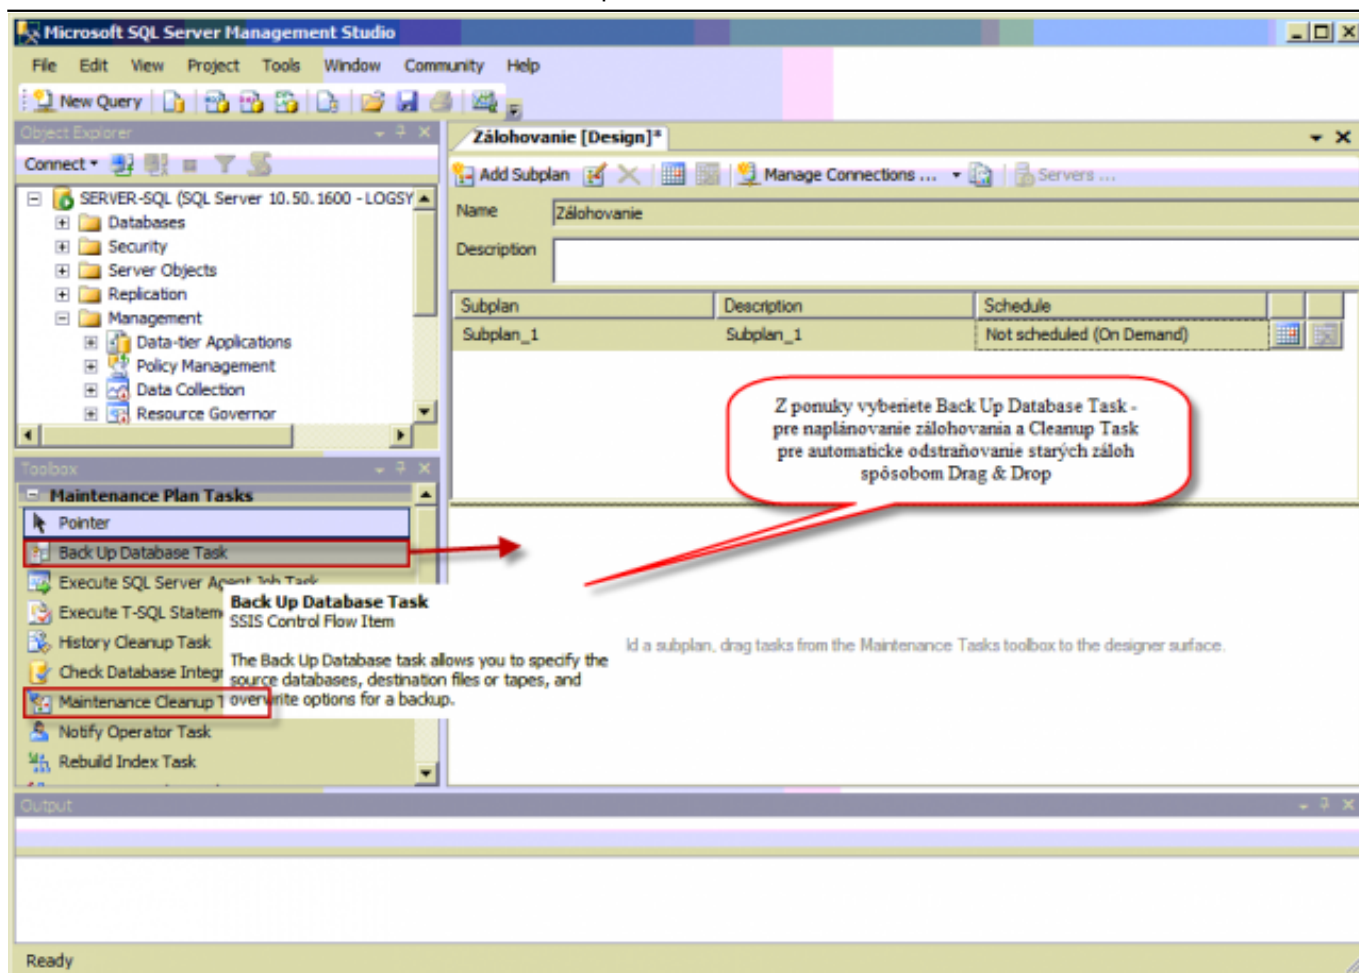 Microsoft SQL Server Management Studio
File Edit View Project Tools Window Community Help
New Query
Object Explorer
Connect
SERVER-SQL (SQL Server 10.50.1600 - LOGSY
Databases
Security
Server Objects
Replication
Management
Data-tier Applications
Policy Management
Data Collection
Resource Governor
Toolbox
Maintenance Plan Tasks
Pointer
Back Up Database Task
Execute SQL Server Agent Job Task
Execute T-SQL Statem
History Cleanup Task
Check Database Integr
Maintenance Cleanup T
Notify Operator Task
Rebuild Index Task
Back Up Database Task
SSIS Control Flow Item
The Back Up Database task allows you to specify the
source databases, destination files or tapes, and
overwrite options for a backup.
Zálohovanie [Design]*
Add Subplan Manage Connections ... Servers ...
Name Zálohovanie
Description
Subplan Description Schedule
Subplan_1 Subplan_1 Not scheduled (On Demand)
Z ponuky vyberiete Back Up Database Task -
pre naplánovanie zálohovania a Cleanup Task
pre automaticke odstraňovanie starých záloh
spôsobom Drag & Drop
ld a subplan, drag tasks from the Maintenance Tasks toolbox to the designer surface.
Output
Ready